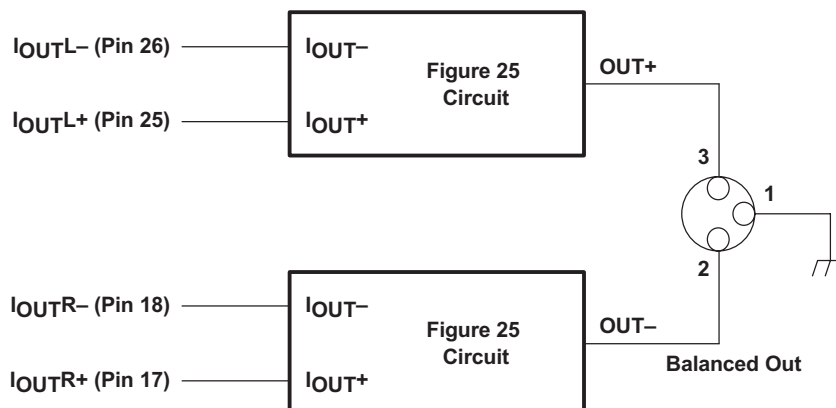 IOUTL– (Pin 26)
IOUT–
Figure 25
Circuit
OUT+
IOUTL+ (Pin 25)
IOUT+
3
1
2
IOUTR– (Pin 18)
IOUT–
Figure 25
Circuit
OUT–
Balanced Out
IOUTR+ (Pin 17)
IOUT+